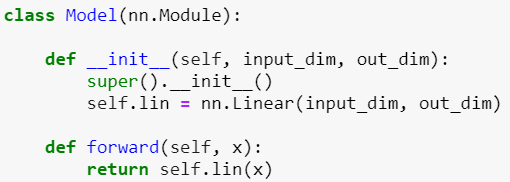 class Model(nn.Module):
    def __init__(self, input_dim, out_dim):
        super().__init__()
        self.lin = nn.Linear(input_dim, out_dim)
    def forward(self, x):
        return self.lin(x)